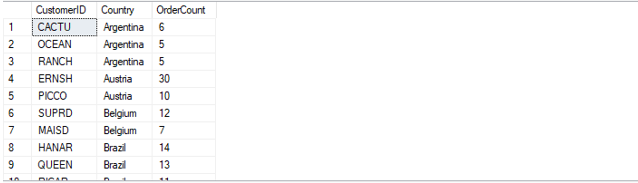 CustomerID Country OrderCount
1 CACTU Argentina 6
2 OCEAN Argentina 5
3 RANCH Argentina 5
4 ERNSH Austria 30
5 PICCO Austria 10
6 SUPRD Belgium 12
7 MAISD Belgium 7
8 HANAR Brazil 14
9 QUEEN Brazil 13